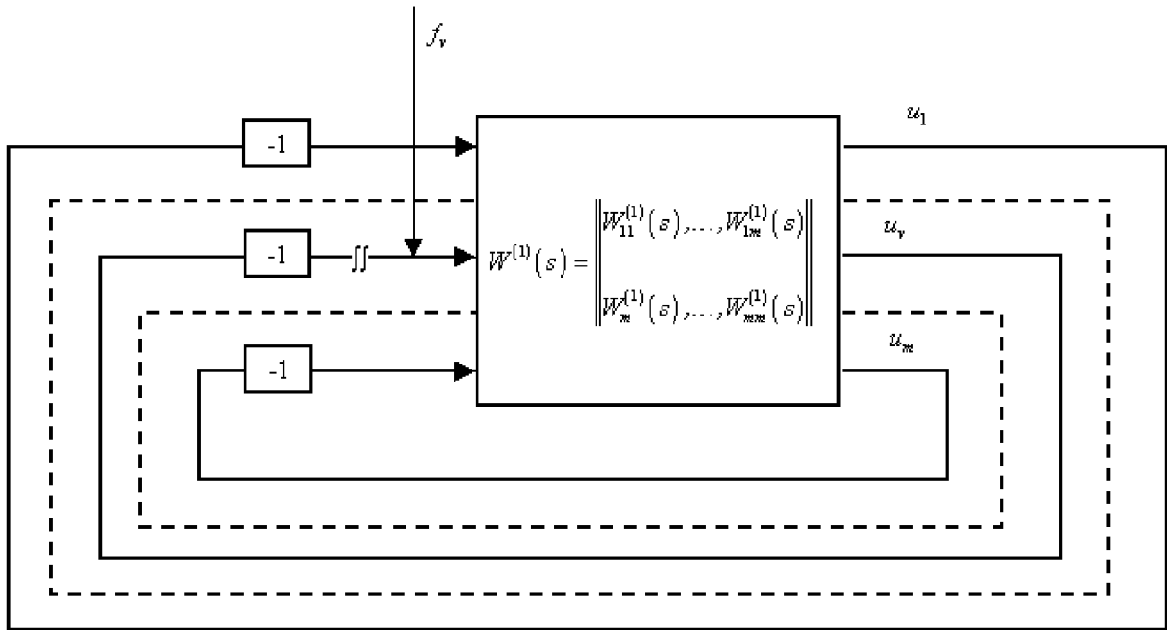 f_v
u_1
-1
W_{11}^{(1)}(s),...,W_{1m}^{(1)}(s)
u_v
-1 ∬
W^{(1)}(s) =
W_m^{(1)}(s),...,W_{mm}^{(1)}(s)
u_m
-1